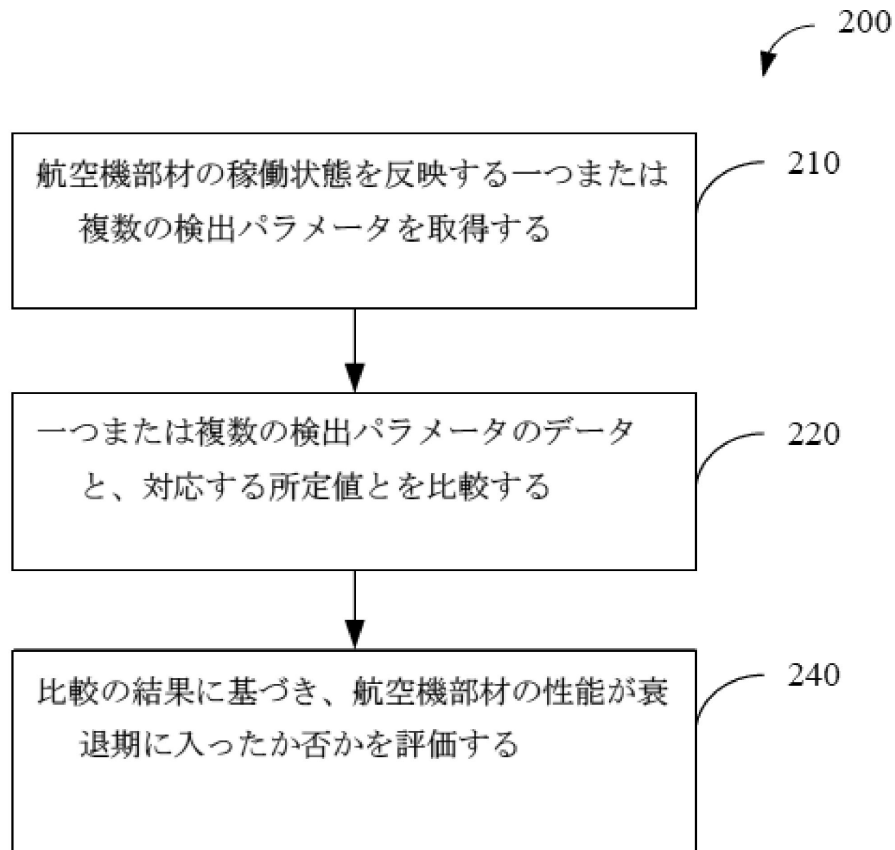 200
航空機部材の稼働状態を反映する一つまたは
複数の検出パラメータを取得する
210
一つまたは複数の検出パラメータのデータ
と、対応する所定値とを比較する
220
比較の結果に基づき、航空機部材の性能が衰
退期に入ったか否かを評価する
240